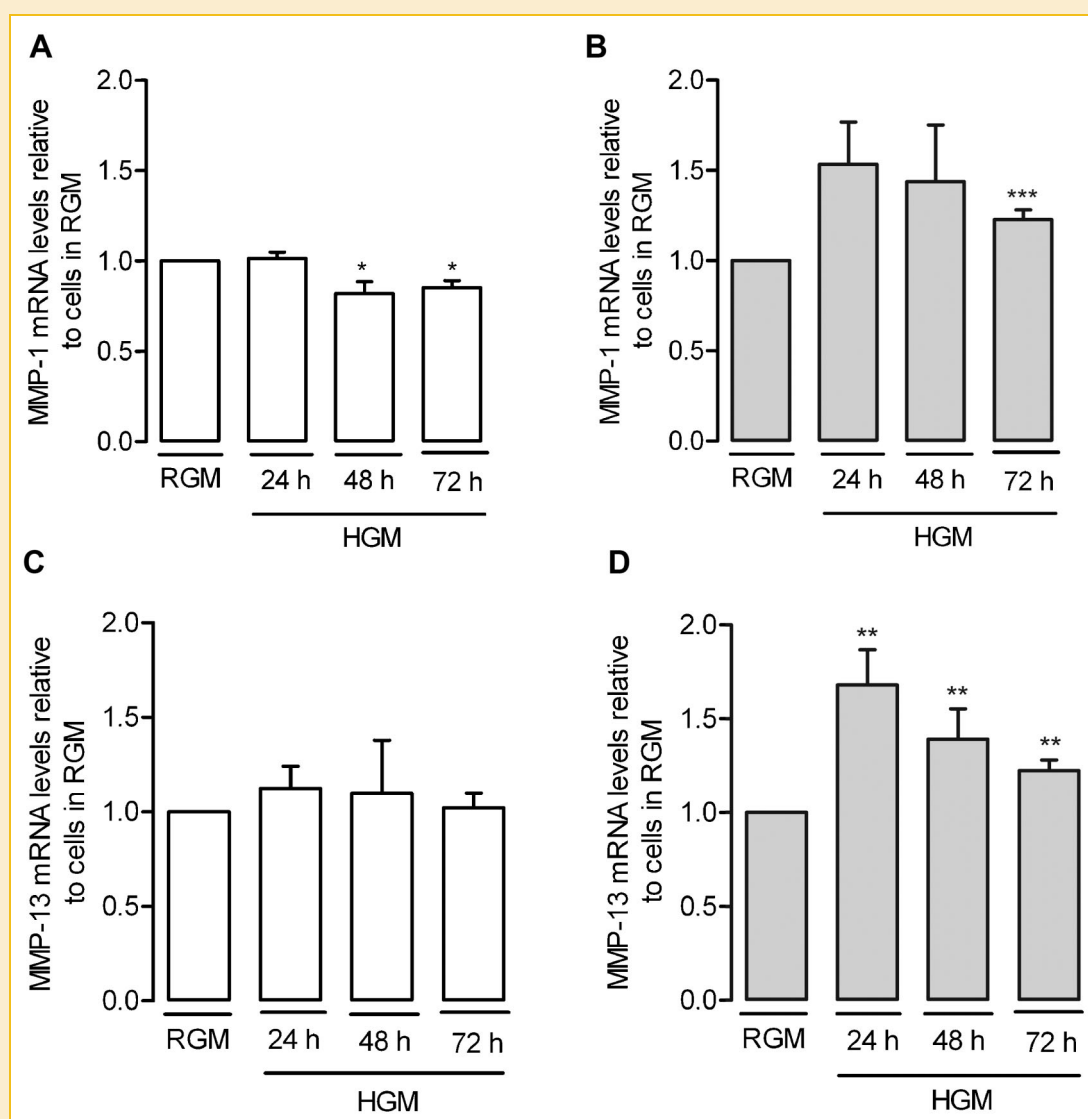 A
MMP-1 mRNA levels relative
to cells in RGM
2.0
1.5
1.0
0.5
0.0
* *
RGM 24 h 48 h 72 h
HGM
B
MMP-1 mRNA levels relative
to cells in RGM
2.0
1.5
1.0
0.5
0.0
***
RGM 24 h 48 h 72 h
HGM
C
MMP-13 mRNA levels relative
to cells in RGM
2.0
1.5
1.0
0.5
0.0
RGM 24 h 48 h 72 h
HGM
D
MMP-13 mRNA levels relative
to cells in RGM
2.0
1.5
1.0
0.5
0.0
** ** **
RGM 24 h 48 h 72 h
HGM